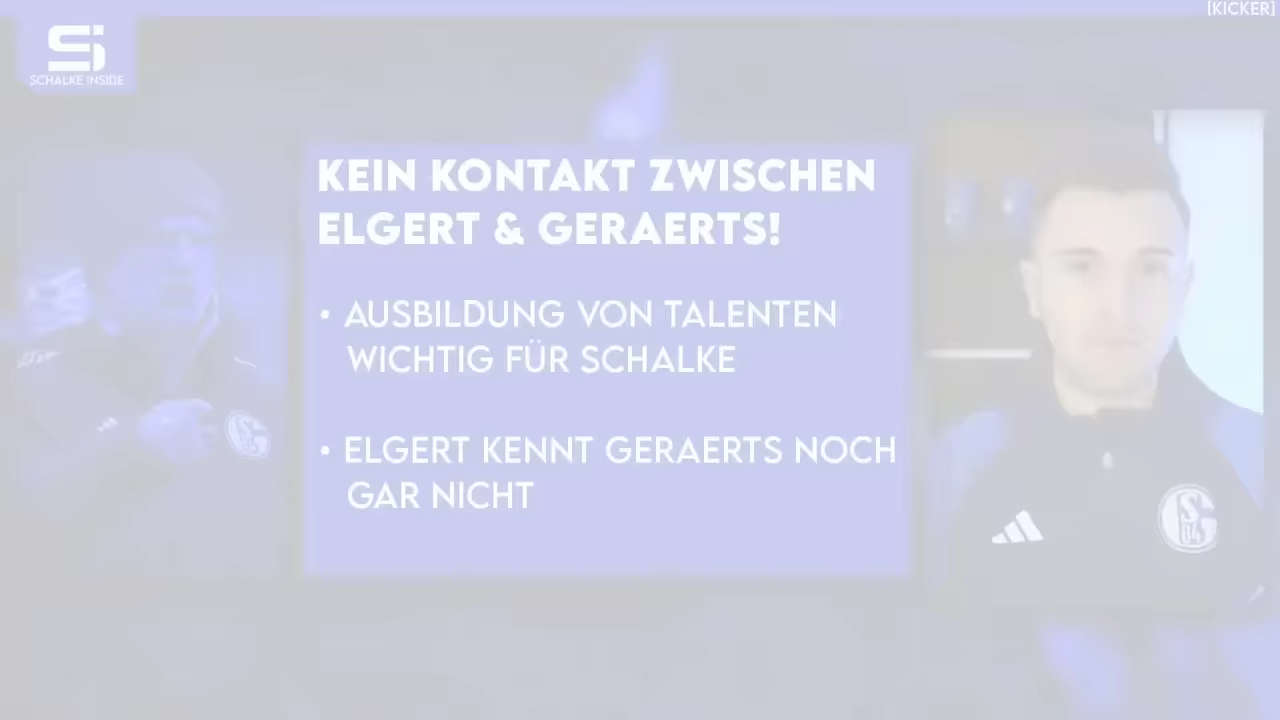 [KICKER]
SCHALKE INSIDE
KEIN KONTAKT ZWISCHEN
ELGERT & GERAERTS!
• AUSBILDUNG VON TALENTEN
WICHTIG FÜR SCHALKE
• ELGERT KENNT GERAERTS NOCH
GAR NICHT
S 04